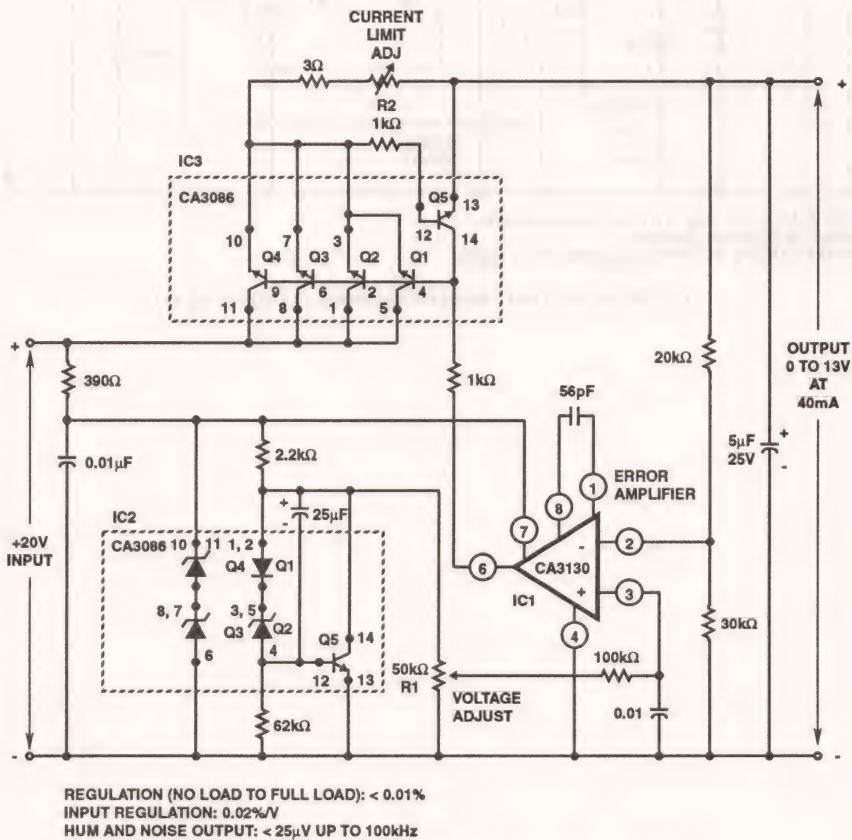 CURRENT
LIMIT
ADJ
3Ω
R2
1kΩ
IC3
CA3086
Q5
13
12
14
10
7
3
Q4
Q3
Q2
Q1
9
6
2
4
11
8
1
5
+
+
390Ω
1kΩ
20kΩ
OUTPUT
0 TO 13V
AT
40mA
56pF
0.01μF
2.2kΩ
5μF
25V
+
-
ERROR
AMPLIFIER
+
-
25μF
8
1
+20V
INPUT
IC2
CA3086
10
11
1, 2
7
-
2
Q4
Q1
6
CA3130
8, 7
3, 5
+
3
IC1
Q3
Q2
Q5
14
4
30kΩ
6
4
12
13
50kΩ
R1
100kΩ
VOLTAGE
ADJUST
62kΩ
0.01
-
-
REGULATION (NO LOAD TO FULL LOAD): < 0.01%
INPUT REGULATION: 0.02%/V
HUM AND NOISE OUTPUT: < 25μV UP TO 100kHz